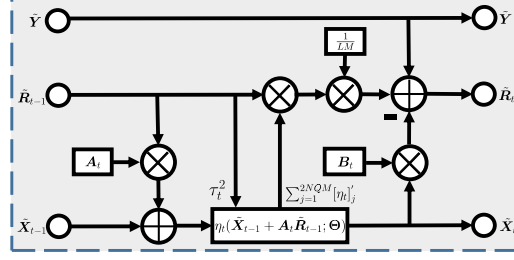 Ỹ Ỹ
1/LM
R̃ₜ₋₁ R̃ₜ
Aₜ Bₜ
τₜ² ∑ⱼ₌₁^{2NQM}[ηₜ]′ⱼ
X̃ₜ₋₁ ηₜ(X̃ₜ₋₁ + AₜR̃ₜ₋₁; Θ) X̃ₜ